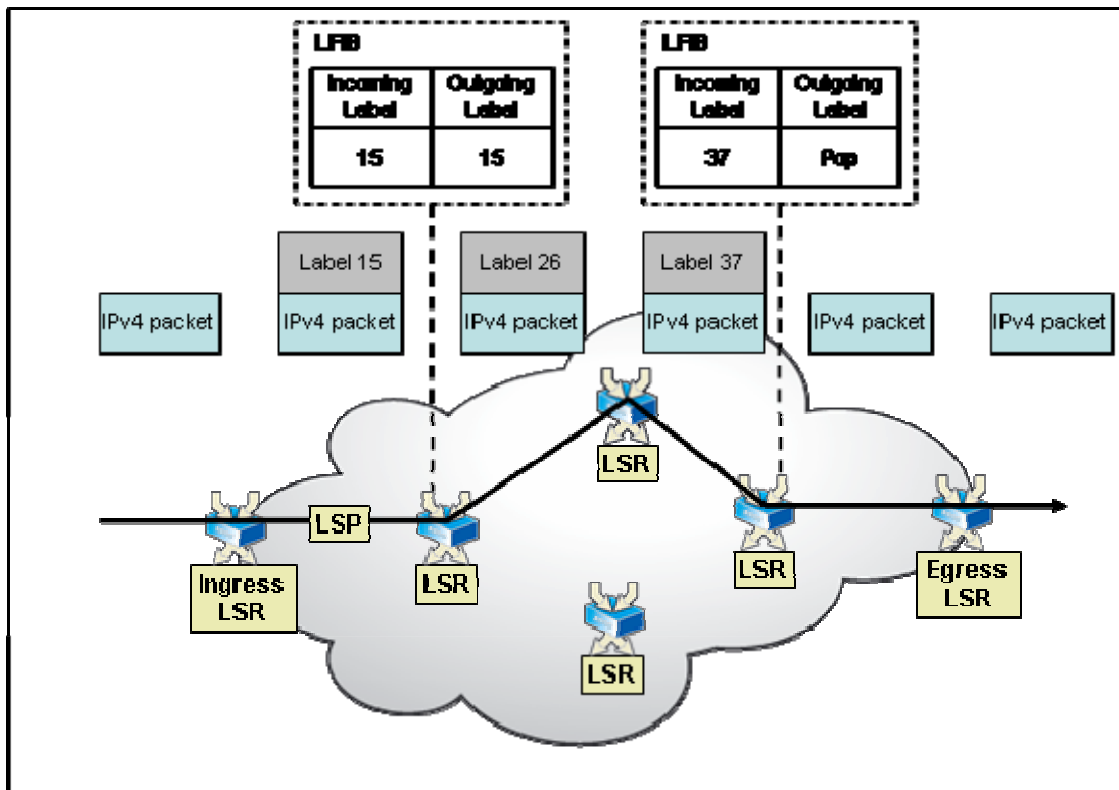 LFIB
Incoming Label
Outgoing Label
15
15
LFIB
Incoming Label
Outgoing Label
37
Pop
Label 15
Label 26
Label 37
IPv4 packet
IPv4 packet
IPv4 packet
IPv4 packet
IPv4 packet
IPv4 packet
LSR
LSP
Ingress
LSR
LSR
LSR
Egress
LSR
LSR